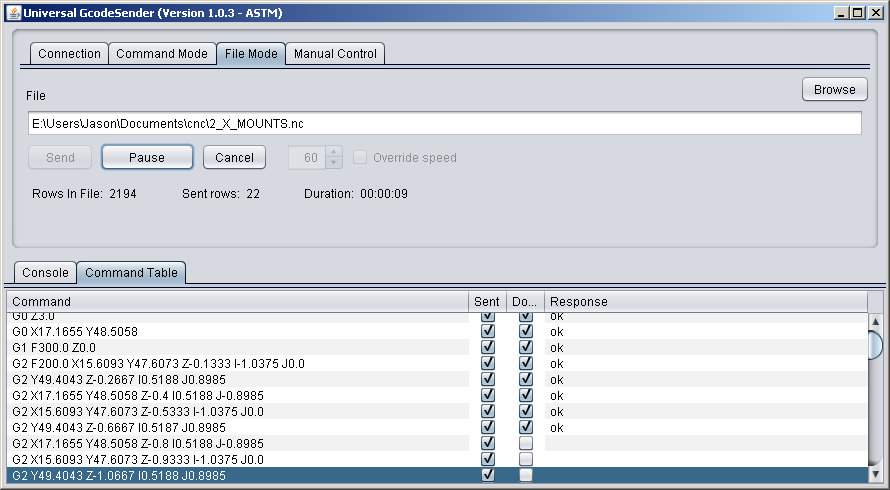 Universal GcodeSender (Version 1.0.3 - ASTM)
Connection Command Mode File Mode Manual Control
Browse
File
E:\Users\Jason\Documents\cnc\2_X_MOUNTS.nc
Send Pause Cancel 60 Override speed
Rows In File: 2194 Sent rows: 22 Duration: 00:00:09
Console Command Table
Command Sent Do... Response
G0 Z3.0 ok
G0 X17.1655 Y48.5058 ok
G1 F300.0 Z0.0 ok
G2 F200.0 X15.6093 Y47.6073 Z-0.1333 I-1.0375 J0.0 ok
G2 Y49.4043 Z-0.2667 I0.5188 J0.8985 ok
G2 X17.1655 Y48.5058 Z-0.4 I0.5188 J-0.8985 ok
G2 X15.6093 Y47.6073 Z-0.5333 I-1.0375 J0.0 ok
G2 Y49.4043 Z-0.6667 I0.5187 J0.8985 ok
G2 X17.1655 Y48.5058 Z-0.8 I0.5188 J-0.8985
G2 X15.6093 Y47.6073 Z-0.9333 I-1.0375 J0.0
G2 Y49.4043 Z-1.0667 I0.5188 J0.8985